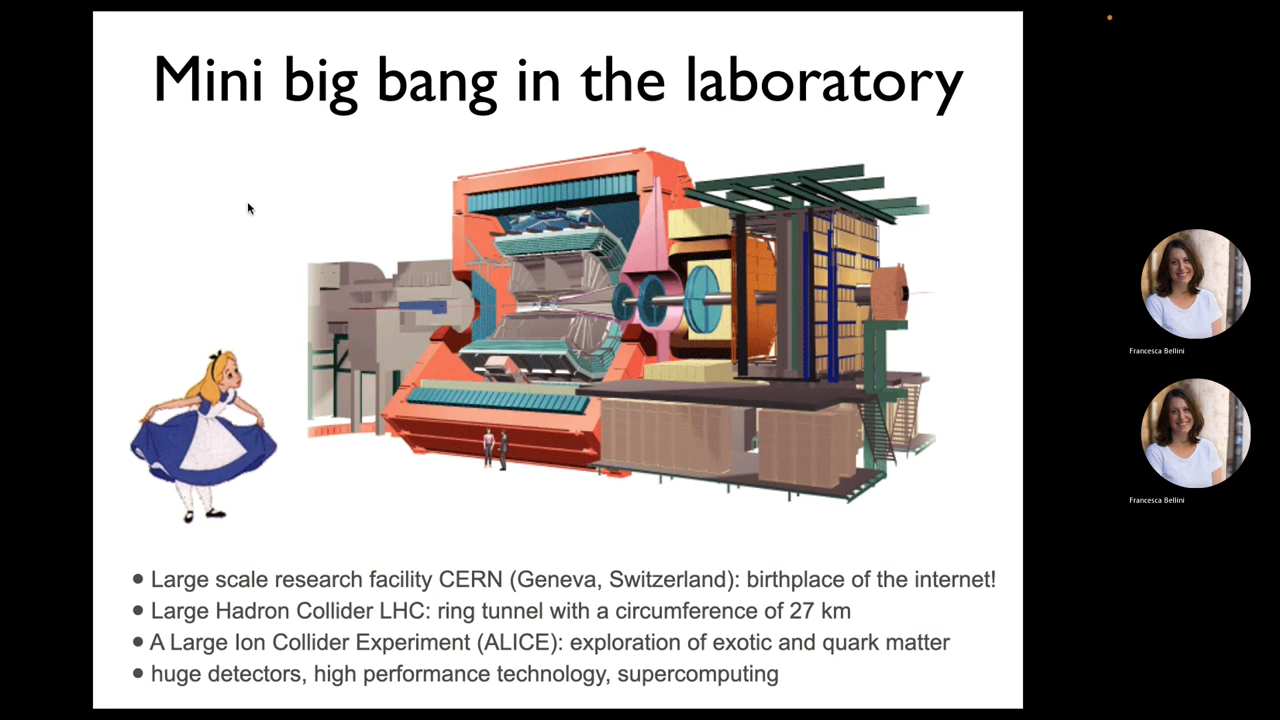 Mini big bang in the laboratory
• Large scale research facility CERN (Geneva, Switzerland): birthplace of the internet!
• Large Hadron Collider LHC: ring tunnel with a circumference of 27 km
• A Large Ion Collider Experiment (ALICE): exploration of exotic and quark matter
• huge detectors, high performance technology, supercomputing
Francesca Bellini
Francesca Bellini